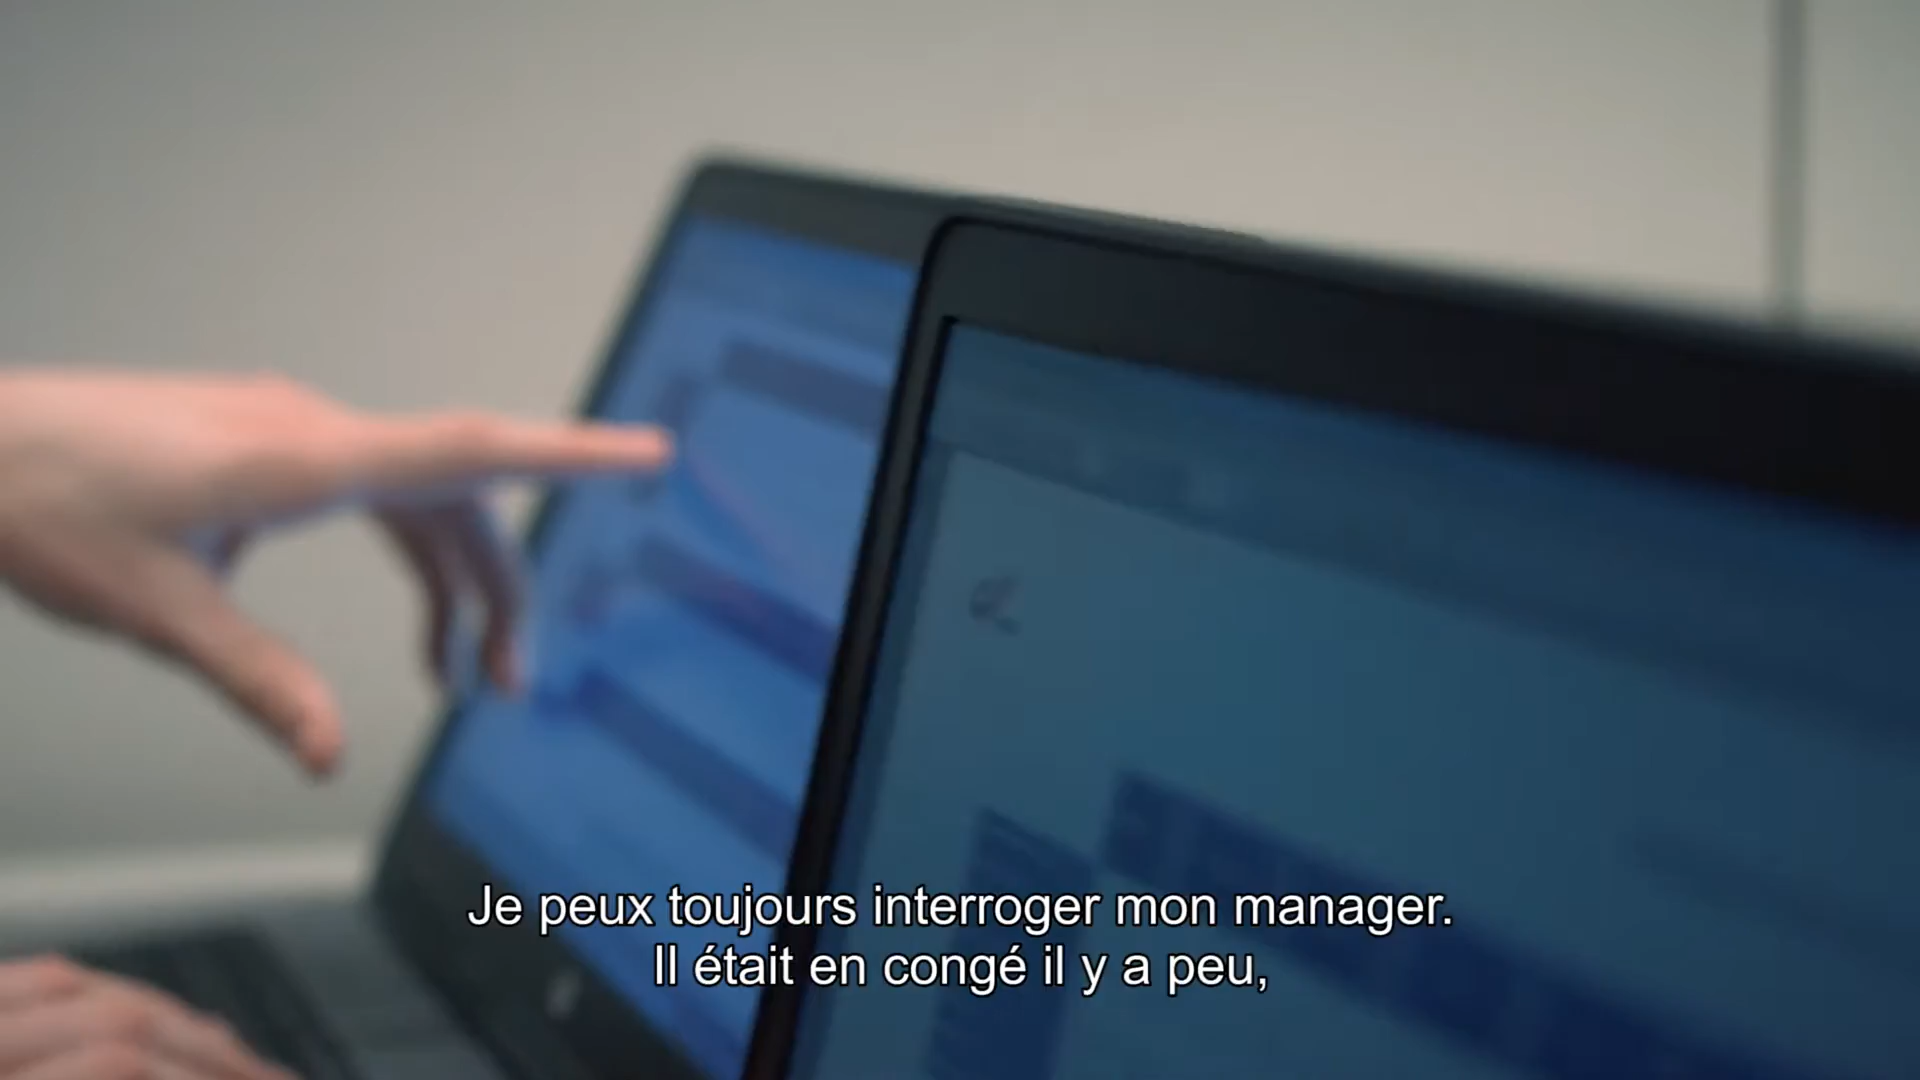 Je peux toujours interroger mon manager.
Il était en congé il y a peu,